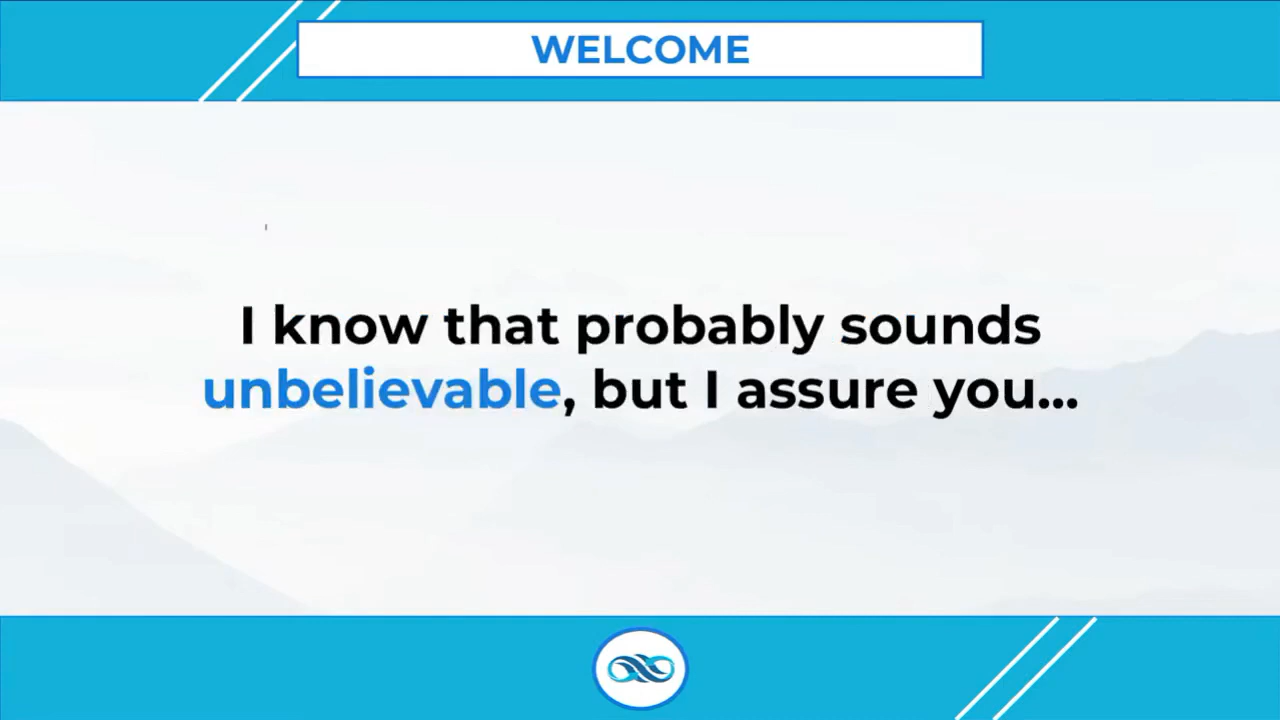 WELCOME
I know that probably sounds
unbelievable, but I assure you...